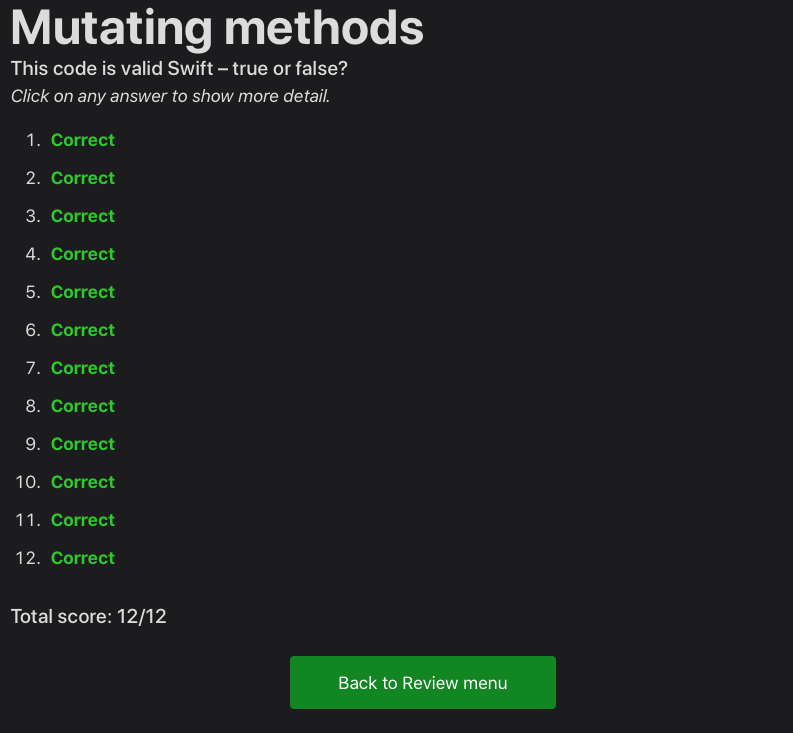 Mutating methods
This code is valid Swift – true or false?
Click on any answer to show more detail.
1. Correct
2. Correct
3. Correct
4. Correct
5. Correct
6. Correct
7. Correct
8. Correct
9. Correct
10. Correct
11. Correct
12. Correct
Total score: 12/12
Back to Review menu